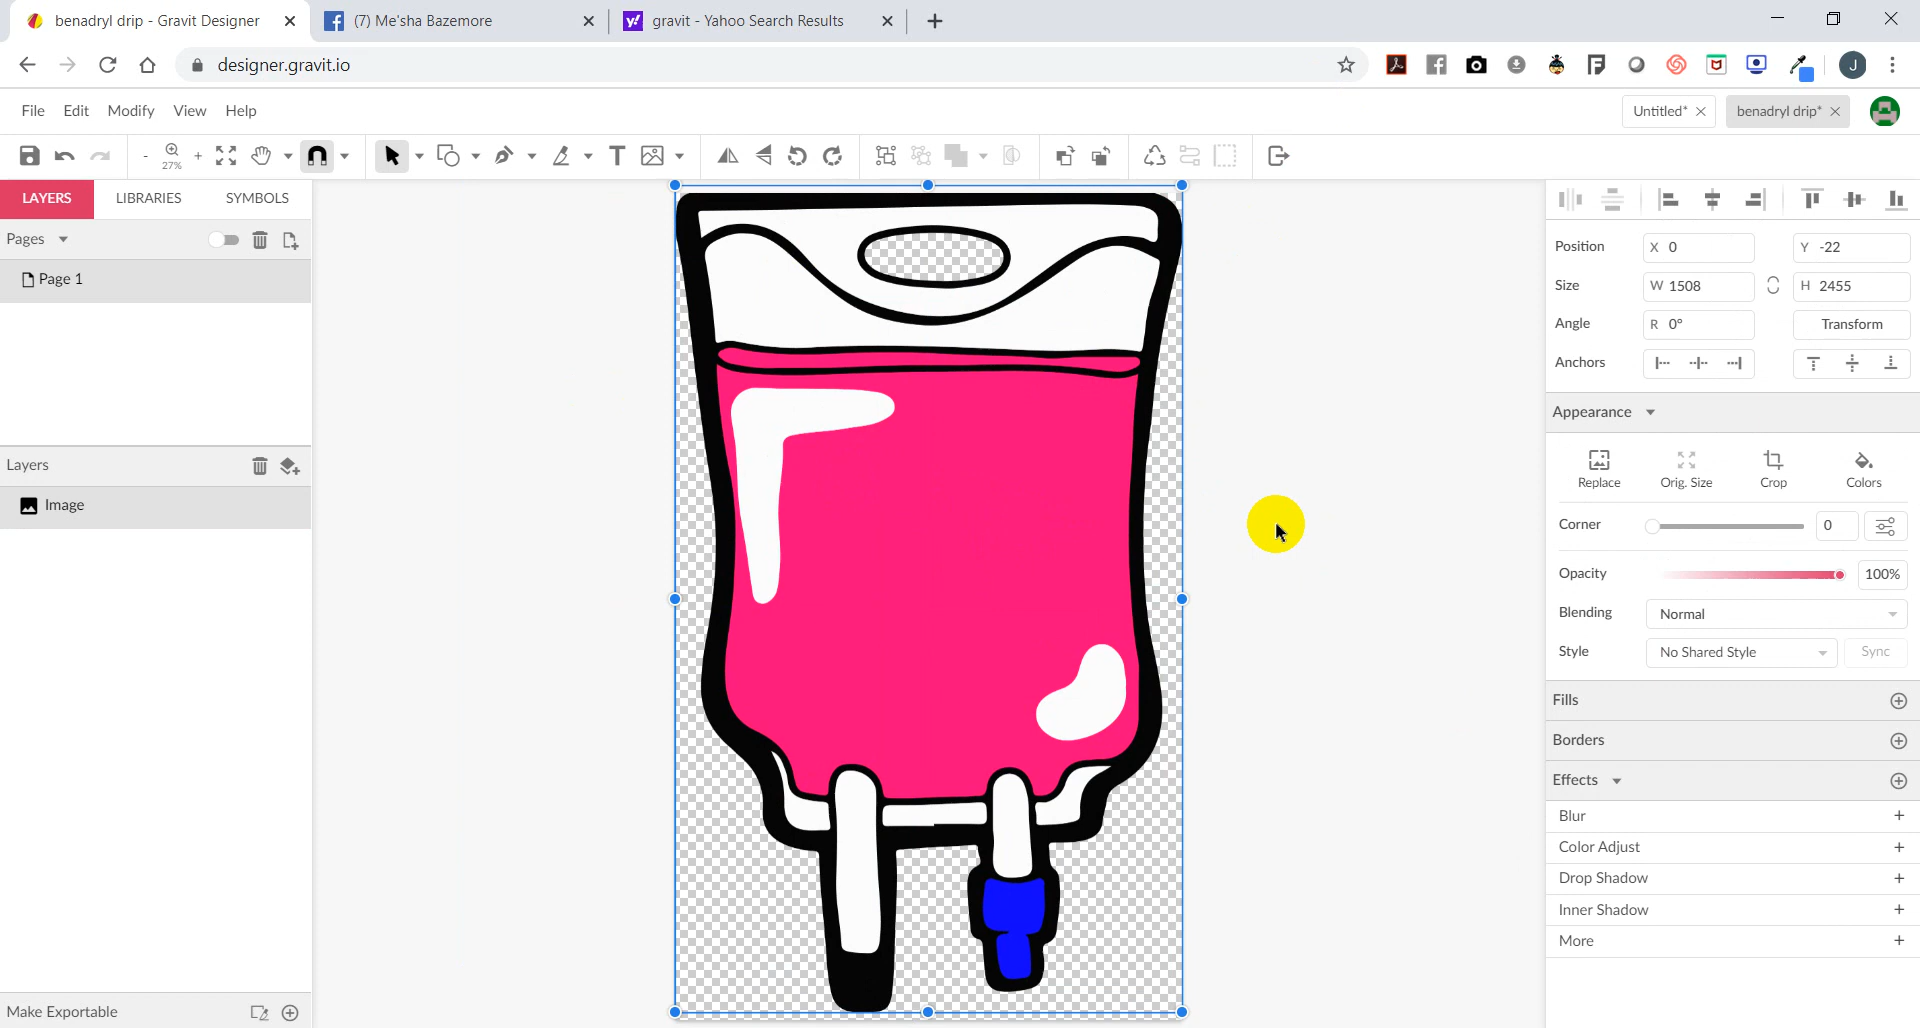 benadryl drip - Gravit Designer
(7) Me'sha Bazemore
y! gravit - Yahoo Search Results
designer.gravit.io
J
File Edit Modify View Help
Untitled* benadryl drip*
- 27% +
LAYERS LIBRARIES SYMBOLS
Pages
Page 1
Layers
Image
Make Exportable
Position X 0 Y -22
Size W 1508 H 2455
Angle R 0° Transform
Anchors
Appearance
Replace Orig. Size Crop Colors
Corner 0
Opacity 100%
Blending Normal
Style No Shared Style Sync
Fills
Borders
Effects
Blur +
Color Adjust +
Drop Shadow +
Inner Shadow +
More +